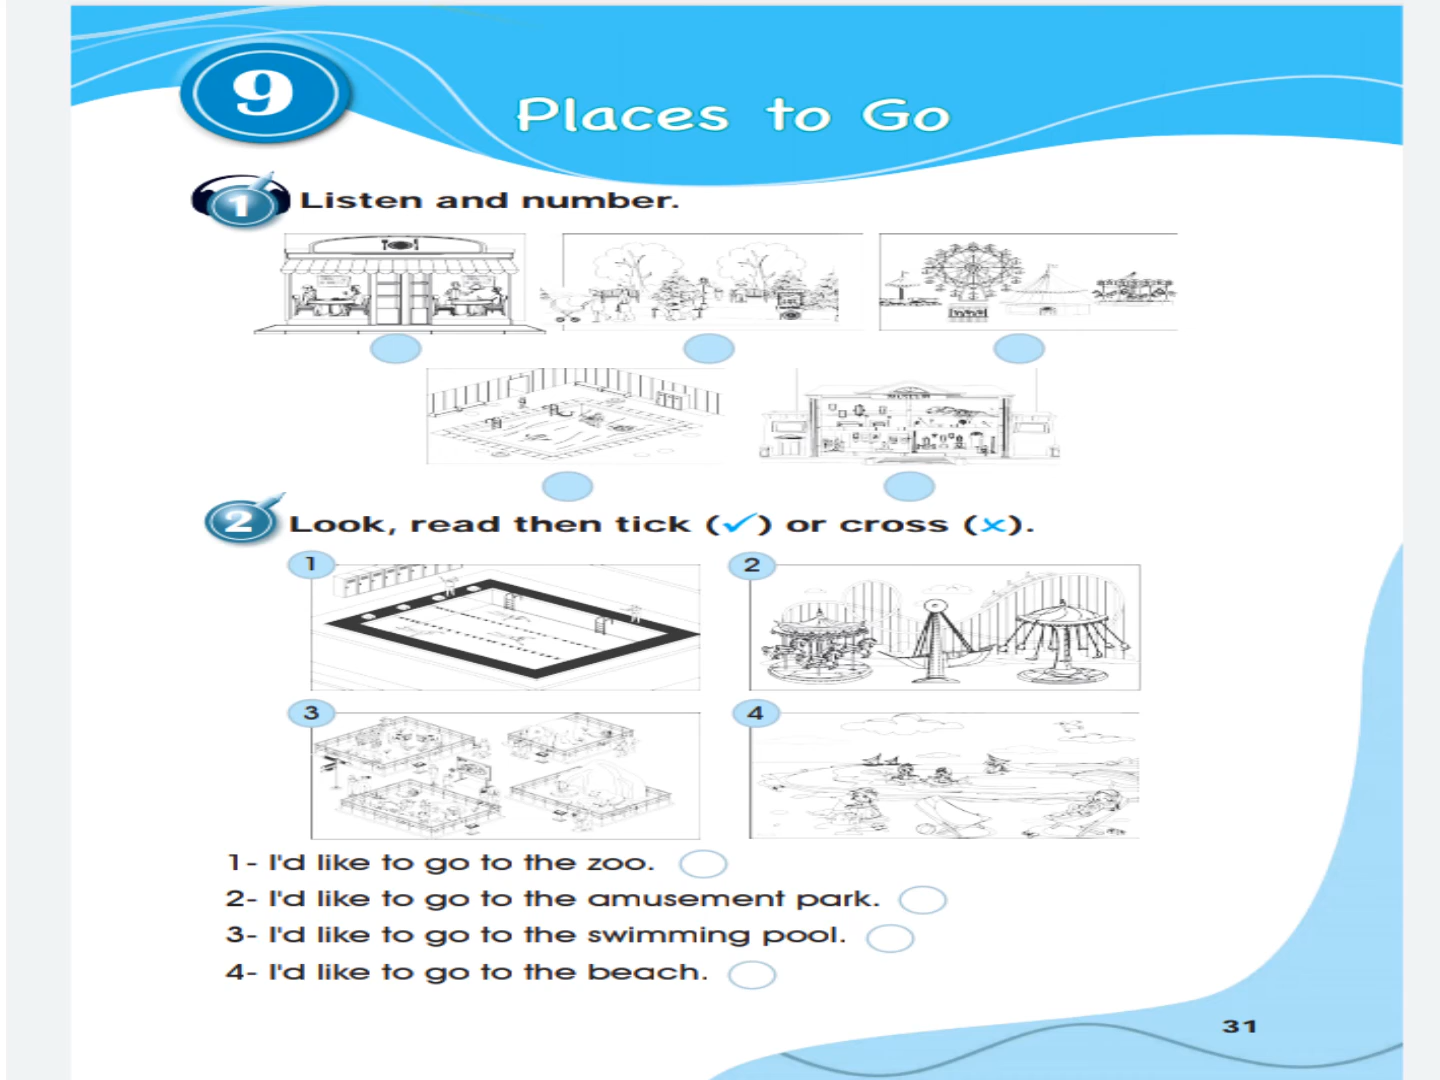 9
Places to Go
1 Listen and number.
MUSEUM
2 Look, read then tick (✓) or cross (x).
1
2
3
4
1- I'd like to go to the zoo.
2- I'd like to go to the amusement park.
3- I'd like to go to the swimming pool.
4- I'd like to go to the beach.
31